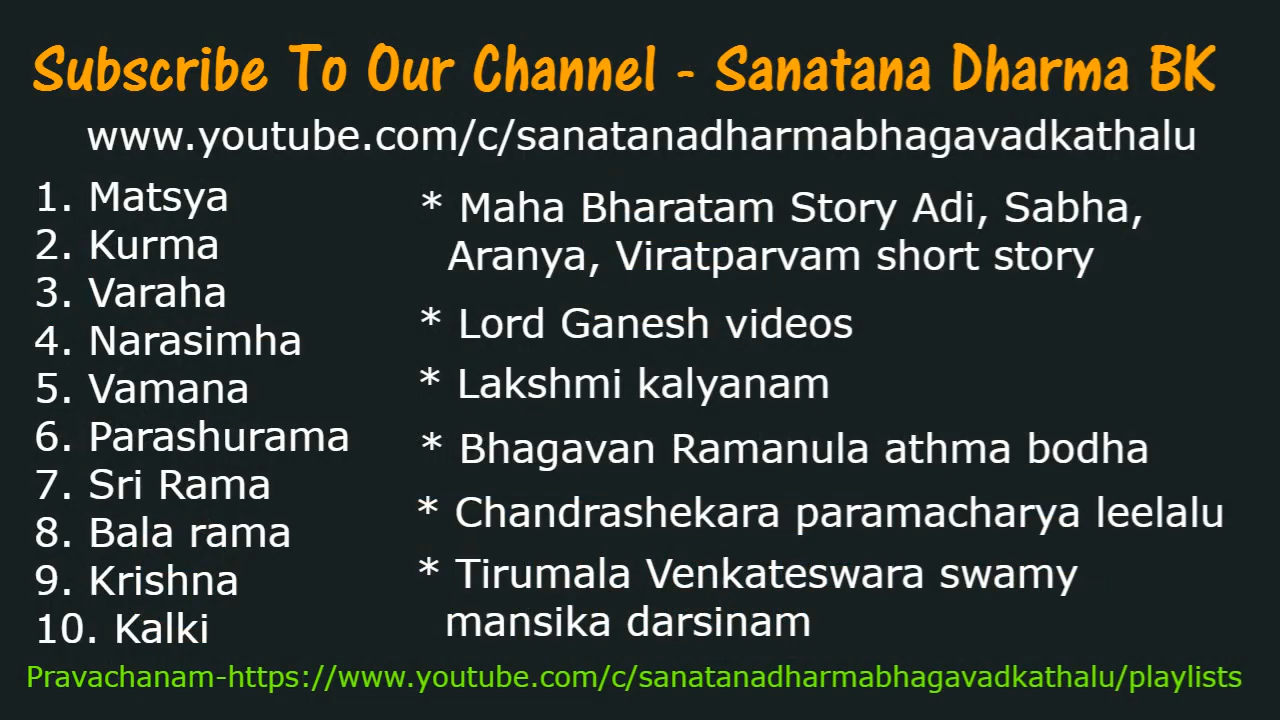 Subscribe To Our Channel - Sanatana Dharma BK
www.youtube.com/c/sanatanadharmabhagavadkathalu
1. Matsya
2. Kurma
3. Varaha
4. Narasimha
5. Vamana
6. Parashurama
7. Sri Rama
8. Bala rama
9. Krishna
10. Kalki
* Maha Bharatam Story Adi, Sabha,
Aranya, Viratparvam short story
* Lord Ganesh videos
* Lakshmi kalyanam
* Bhagavan Ramanula athma bodha
* Chandrashekara paramacharya leelalu
* Tirumala Venkateswara swamy
mansika darsinam
Pravachanam-https://www.youtube.com/c/sanatanadharmabhagavadkathalu/playlists